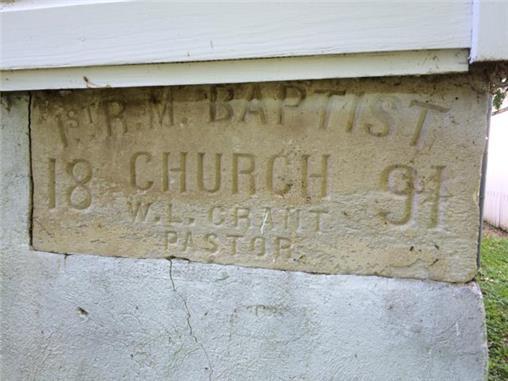 1ST R.M. BAPTIST
18 CHURCH 91
W.L. GRANT
PASTOR